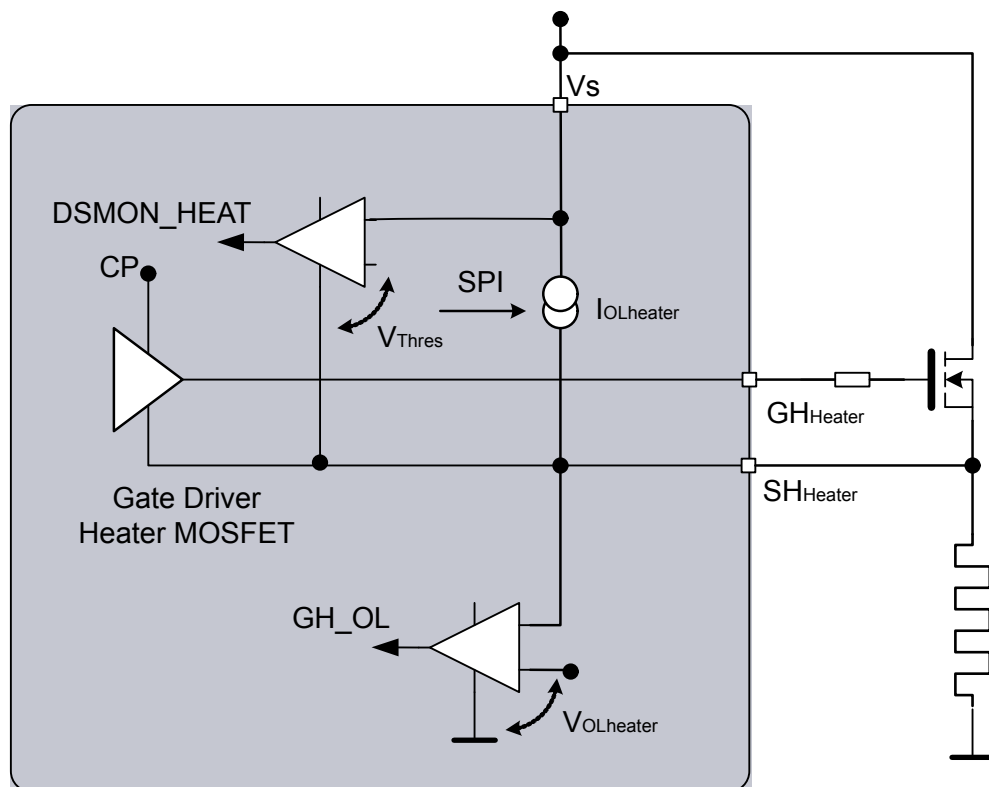 Vs
DSMON_HEAT
CP
SPI
IOLheater
VThres
GHHeater
SHHeater
Gate Driver
Heater MOSFET
GH_OL
VOLheater